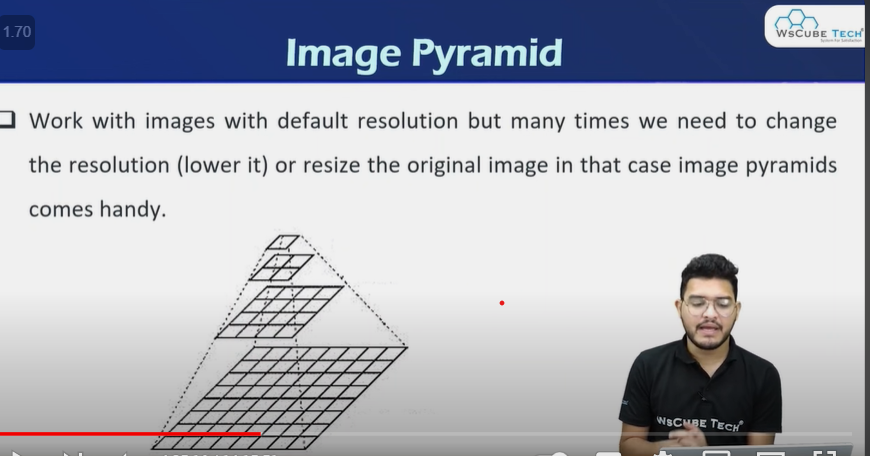 1.70
WsCube Tech
Image Pyramid
Work with images with default resolution but many times we need to change
the resolution (lower it) or resize the original image in that case image pyramids
comes handy.
WsCube Tech